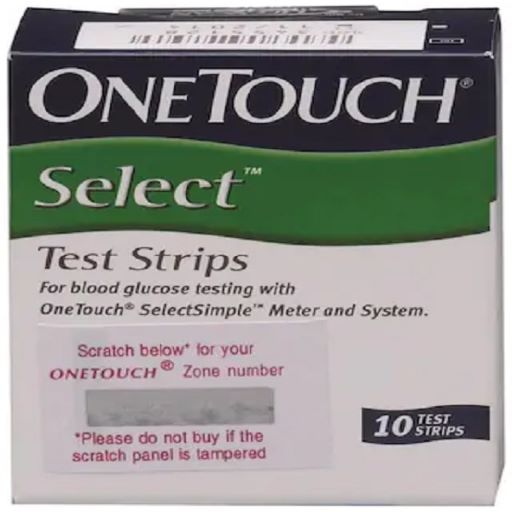 ONETOUCH®
Select™
Test Strips
For blood glucose testing with
OneTouch® SelectSimple™ Meter and System.
Scratch below* for your
ONETOUCH® Zone number
*Please do not buy if the
scratch panel is tampered
10 TEST
STRIPS